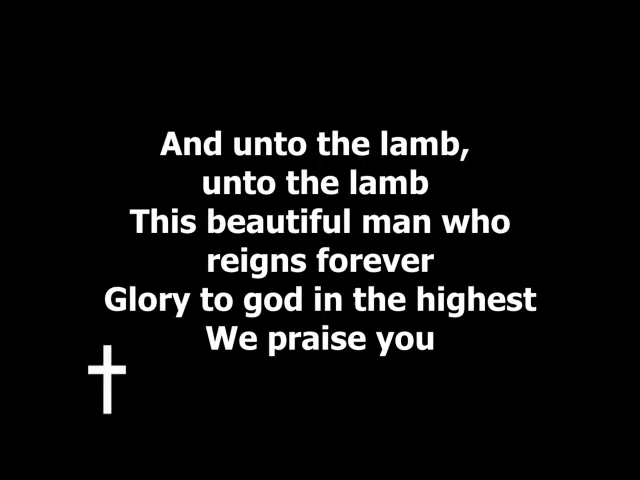 And unto the lamb,
unto the lamb
This beautiful man who
reigns forever
Glory to god in the highest
We praise you